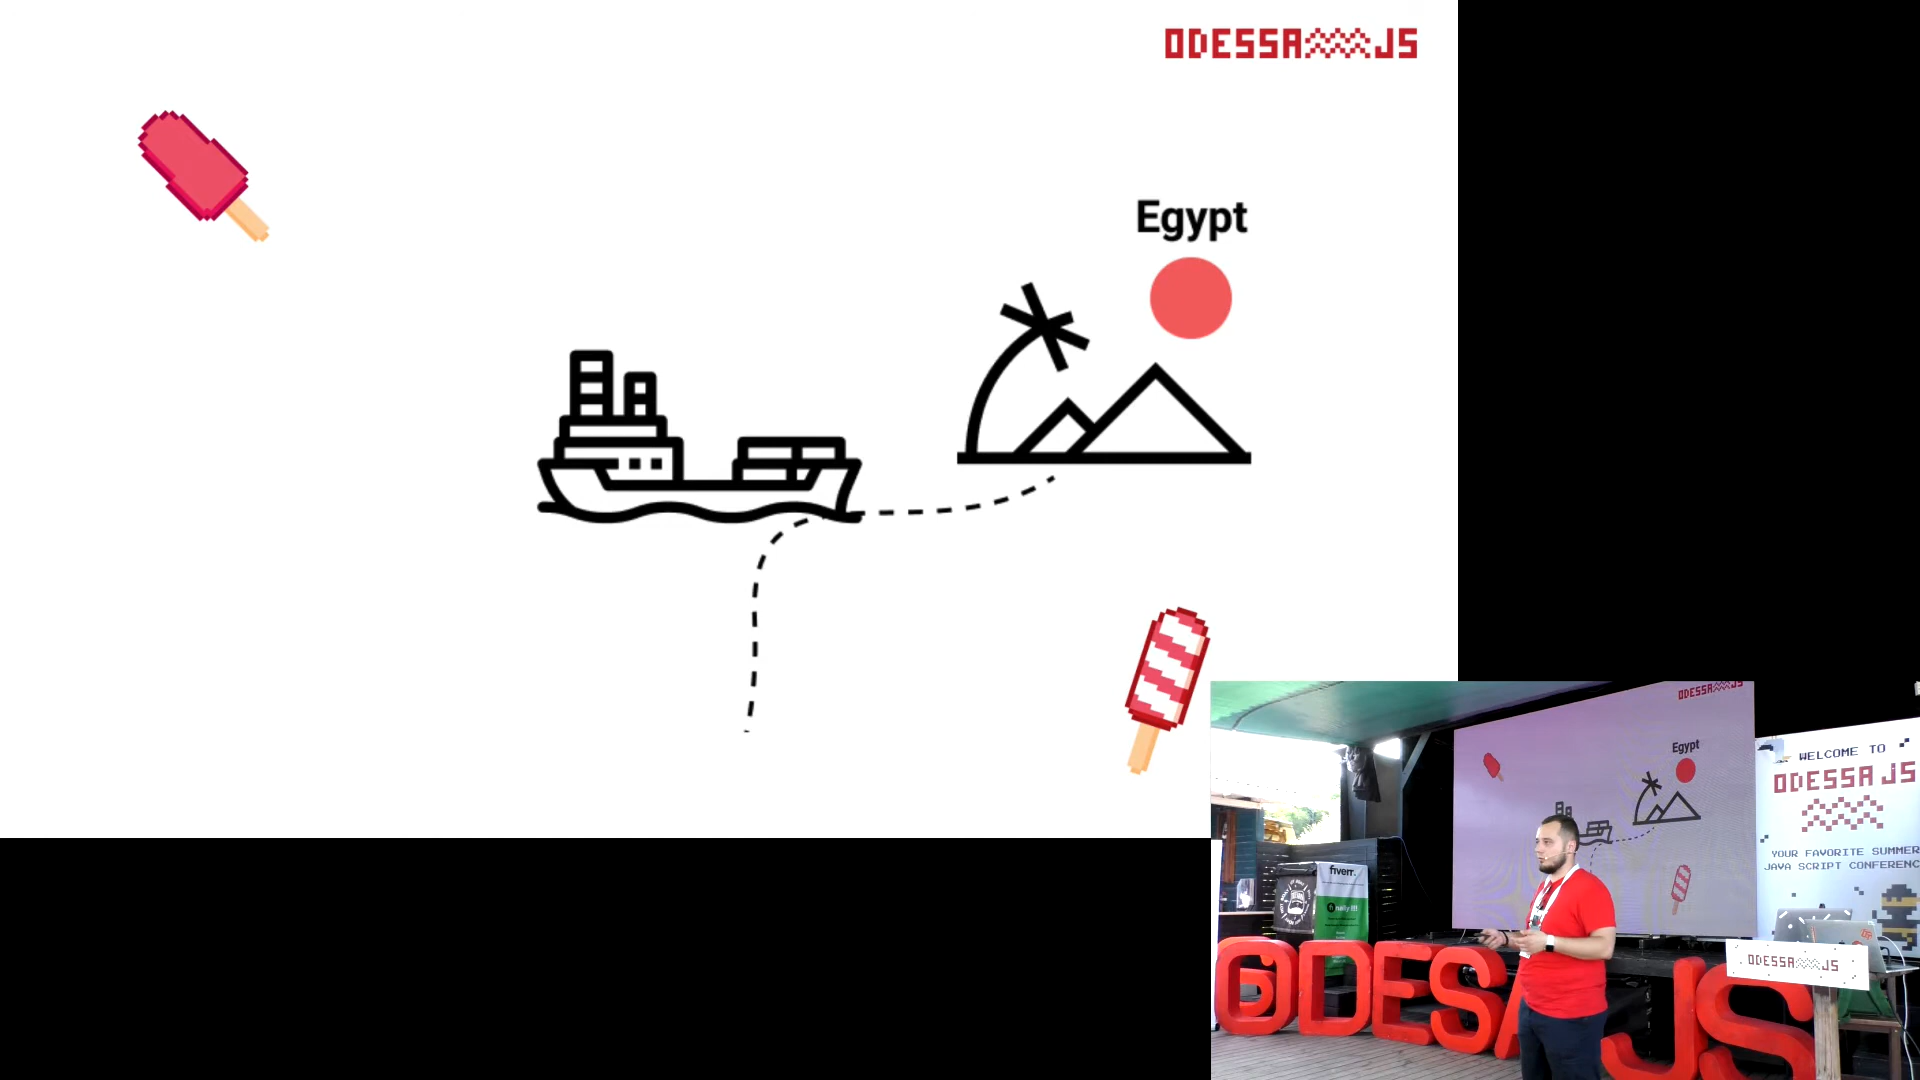 ODESSA JS
Egypt
ODESSA JS
Egypt
WELCOME TO
ODESSA JS
YOUR FAVORITE SUMMER
JAVA SCRIPT CONFERENC
fiverr.
ODESSA JS
ODESA JS